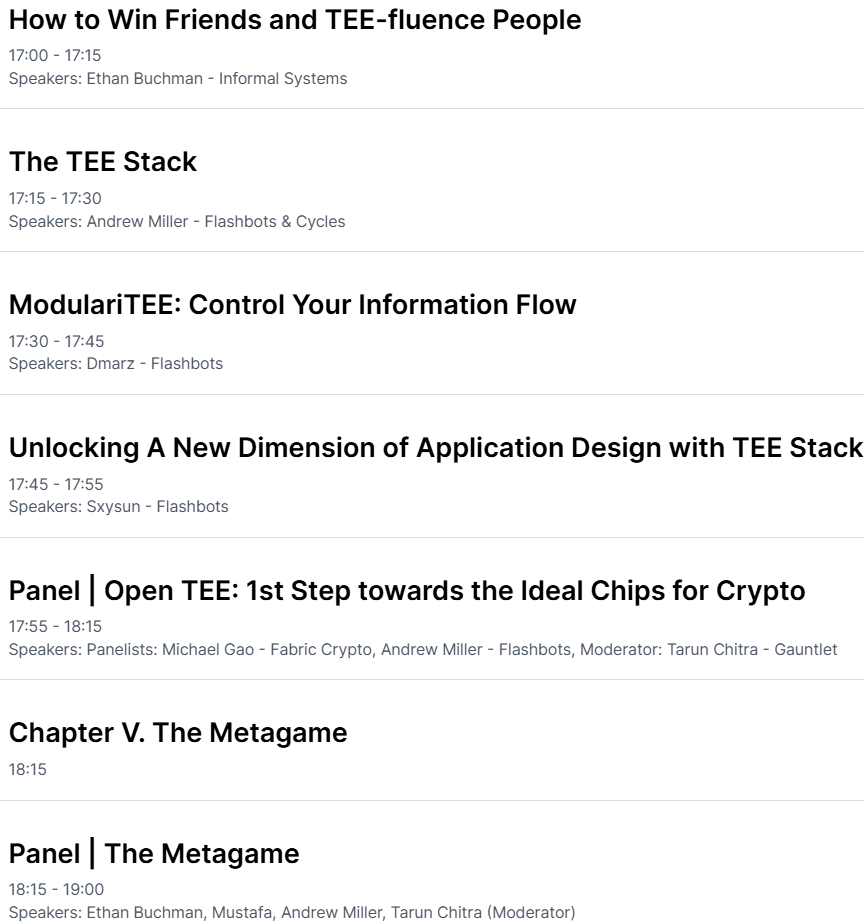 How to Win Friends and TEE-fluence People
17:00 - 17:15
Speakers: Ethan Buchman - Informal Systems
The TEE Stack
17:15 - 17:30
Speakers: Andrew Miller - Flashbots & Cycles
ModulariTEE: Control Your Information Flow
17:30 - 17:45
Speakers: Dmarz - Flashbots
Unlocking A New Dimension of Application Design with TEE Stack
17:45 - 17:55
Speakers: Sxysun - Flashbots
Panel | Open TEE: 1st Step towards the Ideal Chips for Crypto
17:55 - 18:15
Speakers: Panelists: Michael Gao - Fabric Crypto, Andrew Miller - Flashbots, Moderator: Tarun Chitra - Gauntlet
Chapter V. The Metagame
18:15
Panel | The Metagame
18:15 - 19:00
Speakers: Ethan Buchman, Mustafa, Andrew Miller, Tarun Chitra (Moderator)